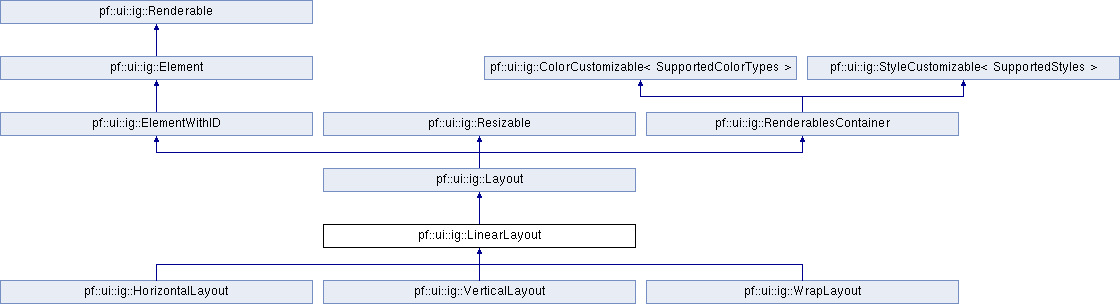 pf::ui::ig::Renderable
pf::ui::ig::Element
pf::ui::ig::ColorCustomizable< SupportedColorTypes >
pf::ui::ig::StyleCustomizable< SupportedStyles >
pf::ui::ig::ElementWithID
pf::ui::ig::Resizable
pf::ui::ig::RenderablesContainer
pf::ui::ig::Layout
pf::ui::ig::LinearLayout
pf::ui::ig::HorizontalLayout
pf::ui::ig::VerticalLayout
pf::ui::ig::WrapLayout